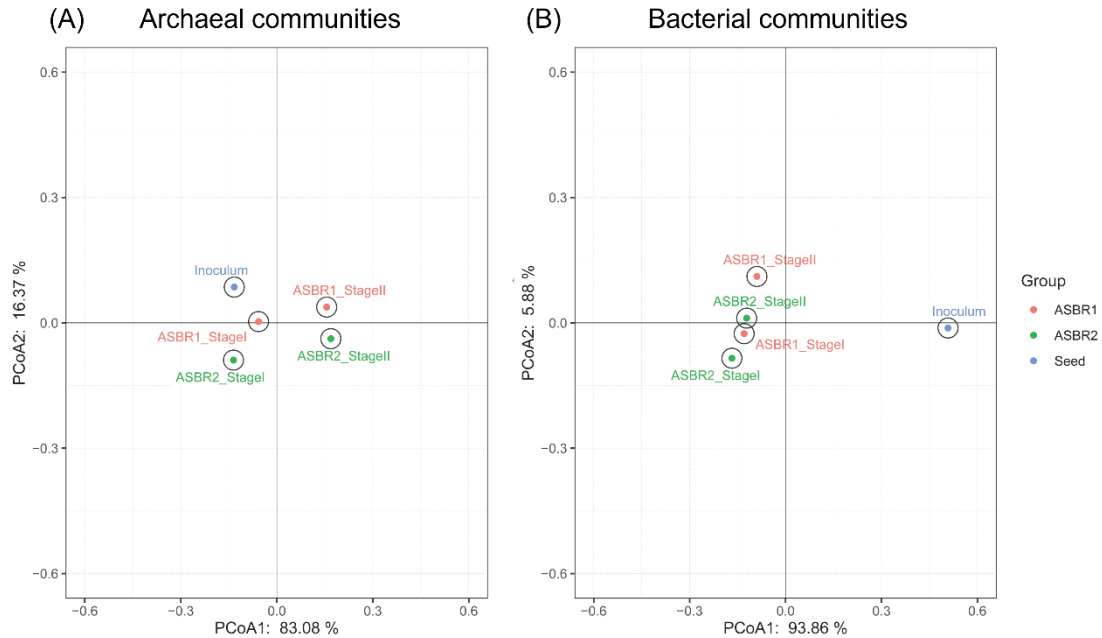 (A) Archaeal communities
(B) Bacterial communities
PCoA2: 16.37 %
0.6
0.3
0.0
−0.3
−0.6
Inoculum
ASBR1_StageII
ASBR1_StageI
ASBR2_StageII
ASBR2_StageI
−0.6
−0.3
0.0
0.3
0.6
PCoA1: 83.08 %
PCoA2: 5.88 %
0.6
0.3
0.0
−0.3
−0.6
ASBR1_StageII
ASBR2_StageII
Inoculum
ASBR1_StageI
ASBR2_StageI
−0.6
−0.3
0.0
0.3
0.6
PCoA1: 93.86 %
Group
ASBR1
ASBR2
Seed